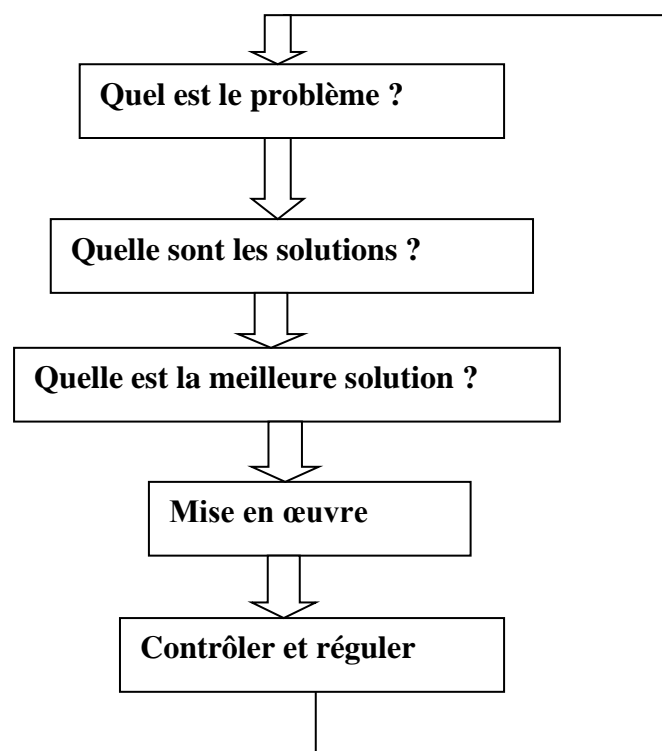 Quel est le problème ?
Quelle sont les solutions ?
Quelle est la meilleure solution ?
Mise en œuvre
Contrôler et réguler